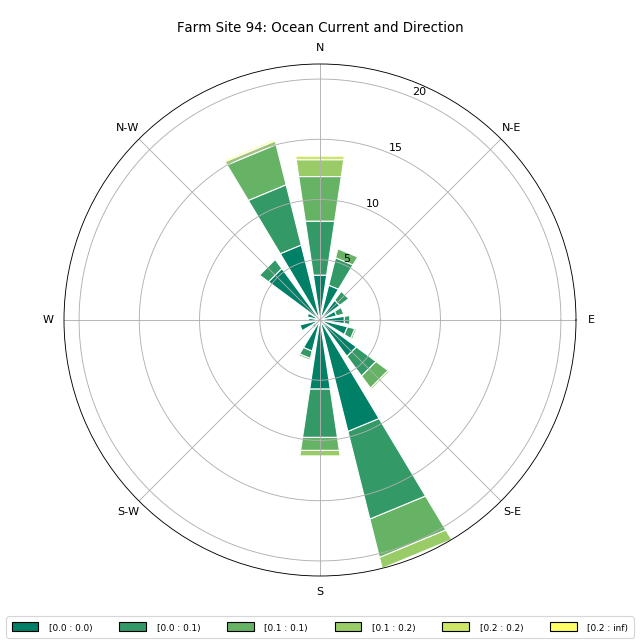 Farm Site 94: Ocean Current and Direction
N
20
N-W
N-E
15
10
5
W
E
S-W
S-E
S
[0.0 : 0.0) [0.0 : 0.1) [0.1 : 0.1) [0.1 : 0.2) [0.2 : 0.2) [0.2 : inf)